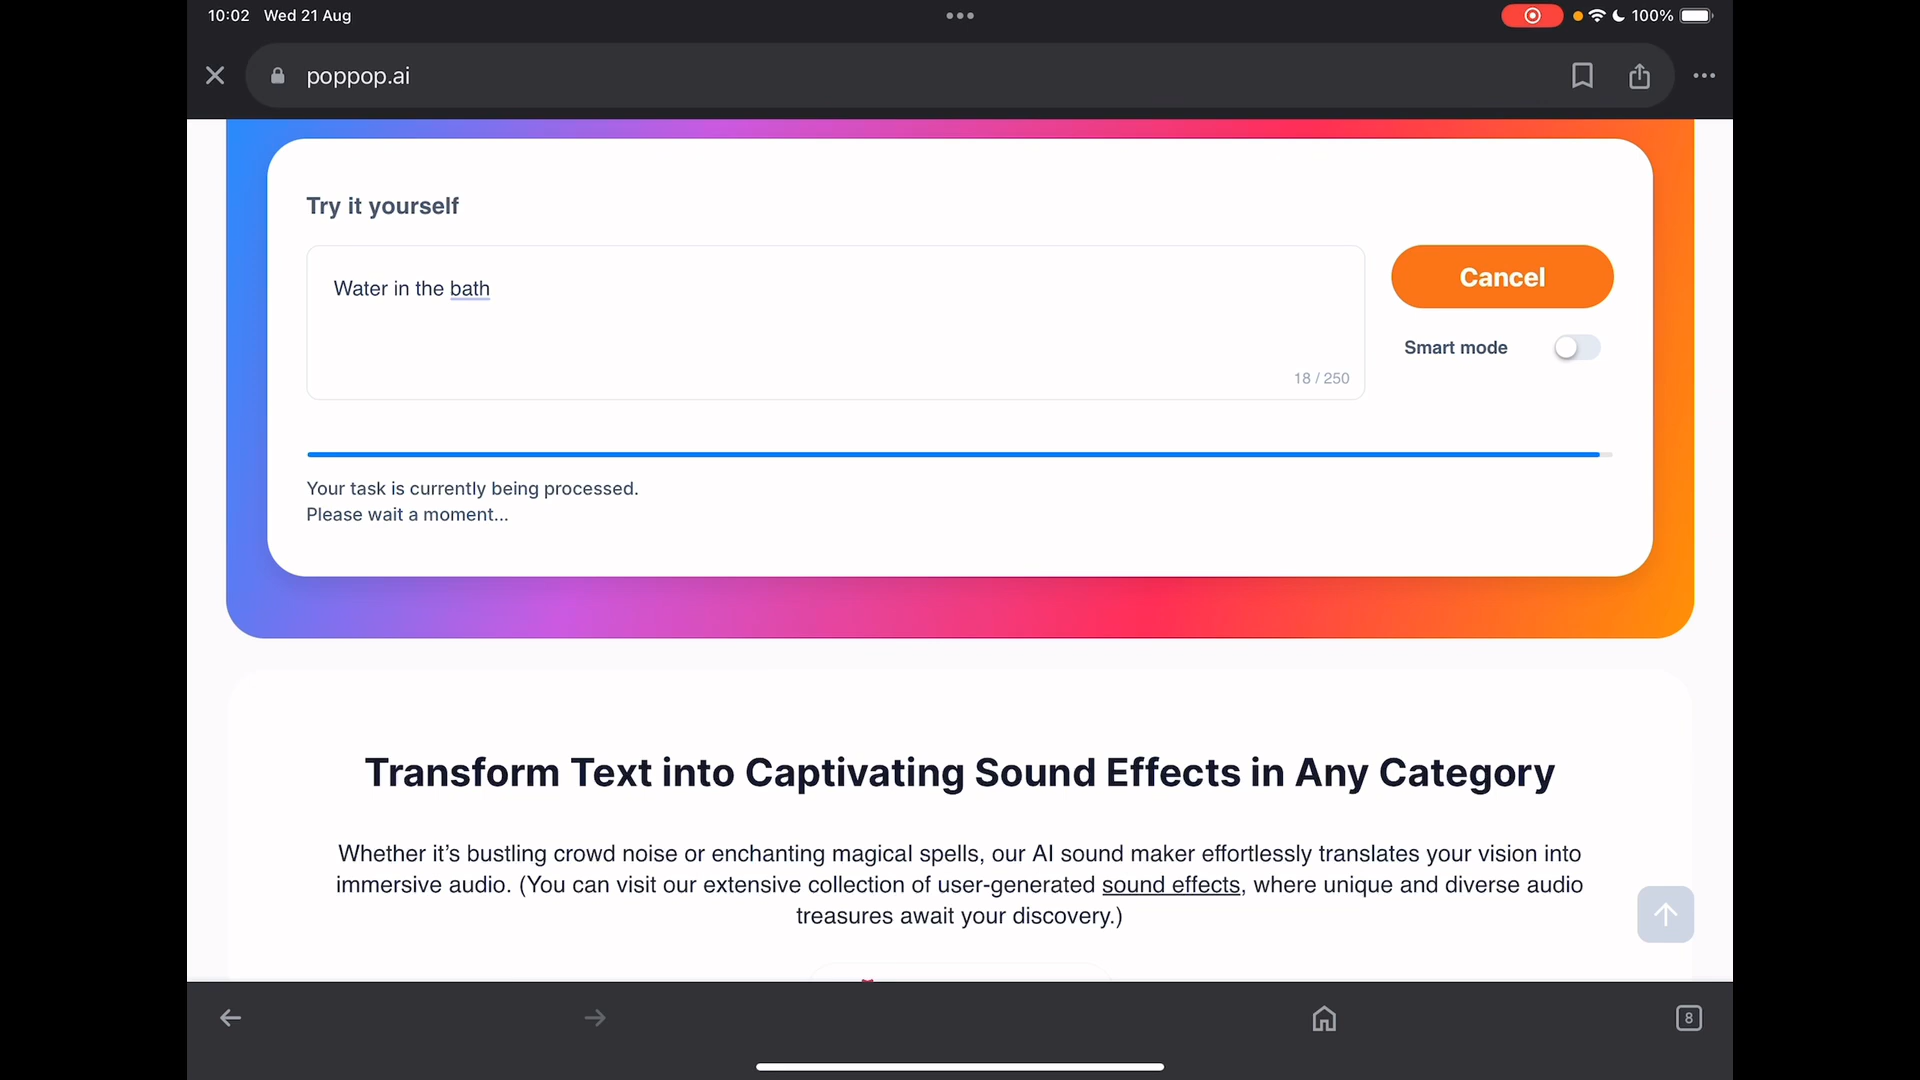 10:02 Wed 21 Aug
100%
poppop.ai
Try it yourself
Water in the bath
Cancel
Smart mode
18 / 250
Your task is currently being processed.
Please wait a moment...
Transform Text into Captivating Sound Effects in Any Category
Whether it’s bustling crowd noise or enchanting magical spells, our AI sound maker effortlessly translates your vision into
immersive audio. (You can visit our extensive collection of user-generated sound effects, where unique and diverse audio
treasures await your discovery.)
8